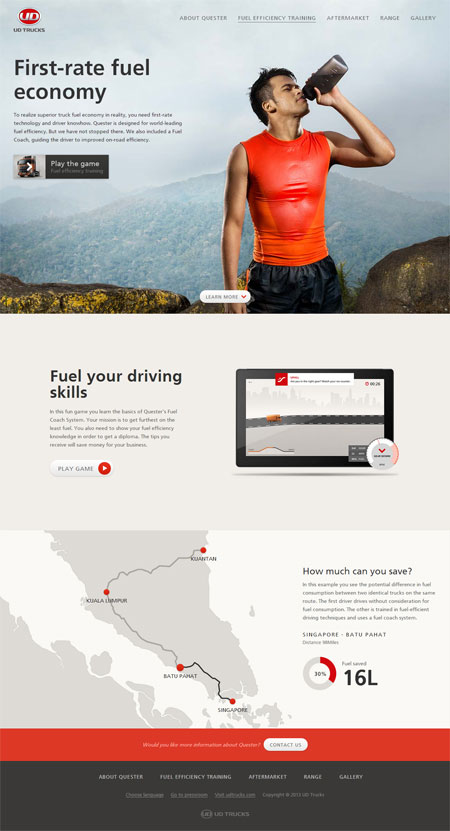 UD
UD TRUCKS
ABOUT QUESTER FUEL EFFICIENCY TRAINING AFTERMARKET RANGE GALLERY
First-rate fuel
economy
To realize superior truck fuel economy in reality, you need first-rate
technology and driver knowhow. Quester is designed for world-leading
fuel efficiency. But we have not stopped there. We also included a Fuel
Coach, guiding the driver to improved on-road efficiency.
Play the game
Fuel efficiency training
LEARN MORE
Fuel your driving
skills
In this fun game you learn the basics of Quester's Fuel
Coach System. Your mission is to get furthest on the
least fuel. You also need to show your fuel efficiency
knowledge in order to get a diploma. The tips you
receive will save money for your business.
PLAY GAME
00:26
KUANTAN
KUALA LUMPUR
BATU PAHAT
SINGAPORE
How much can you save?
In this example you see the potential difference in fuel
consumption between two identical trucks on the same
route. The first driver drives without consideration for
fuel consumption. The other is trained in fuel-efficient
driving techniques and uses a fuel coach system.
SINGAPORE - BATU PAHAT
Distance 98Miles
30%
Fuel saved
16L
Would you like more information about Quester?
CONTACT US
ABOUT QUESTER FUEL EFFICIENCY TRAINING AFTERMARKET RANGE GALLERY
Choose language Go to pressroom Visit udtrucks.com Copyright © 2013 UD Trucks
UD TRUCKS